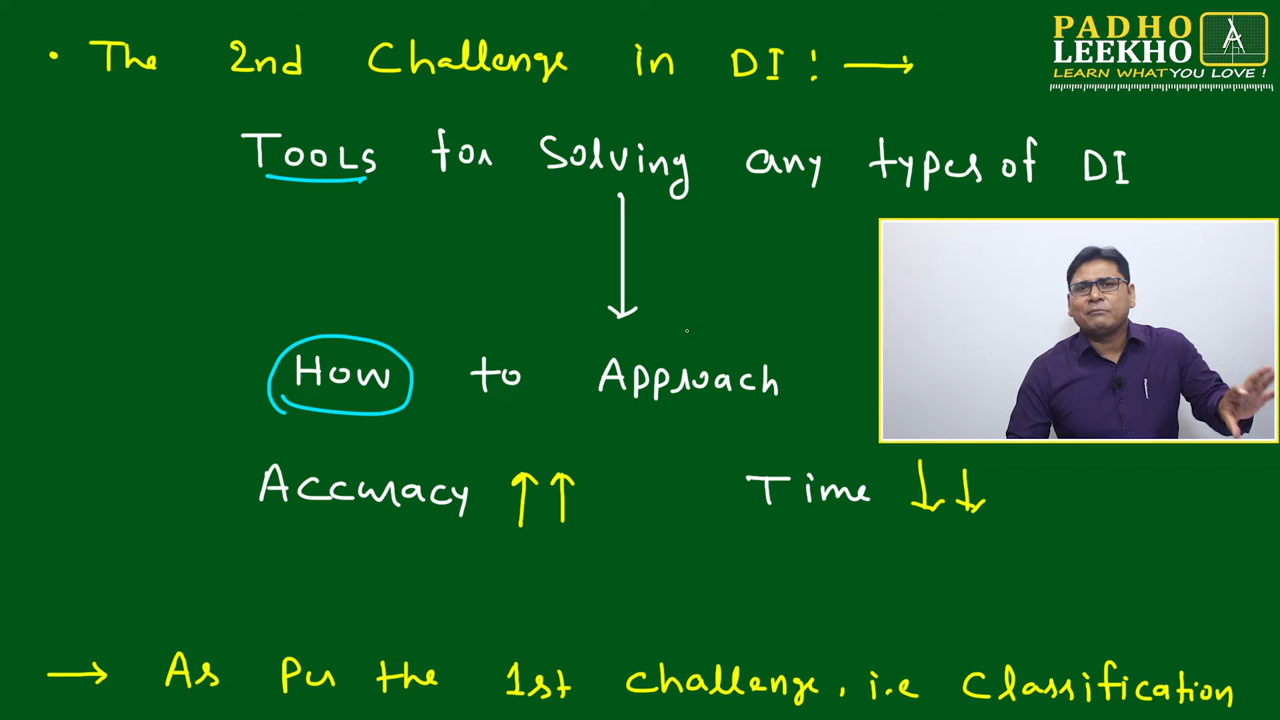 • The 2nd Challenge in DI! →
PADHO
LEEKHO
LEARN WHAT YOU LOVE !
TOOLs for Solving any types of DI
How to Approach
Accuracy ↑↑ Time ↓↓
→ As Per the 1st challenge, i.e Classification